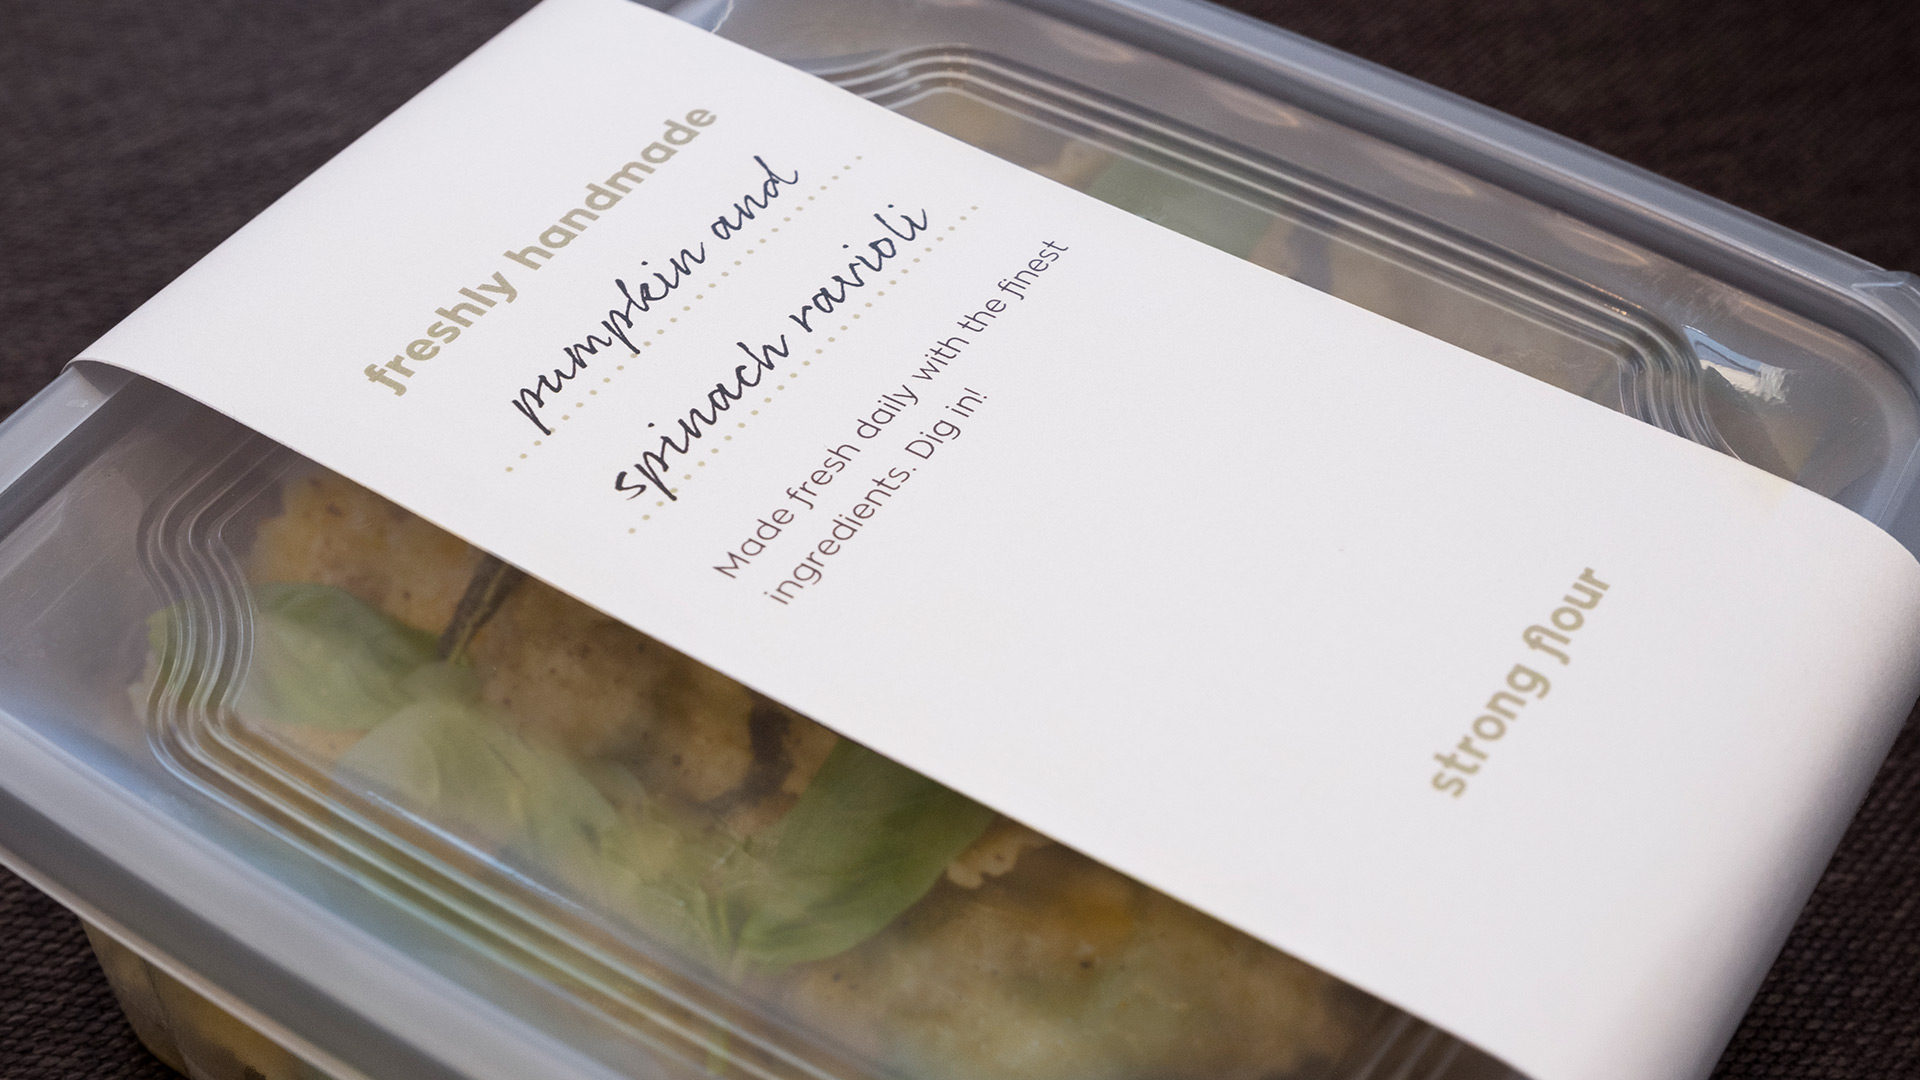 freshly handmade
pumpkin and
spinach ravioli
Made fresh daily with the finest
ingredients. Dig in!
strong flour